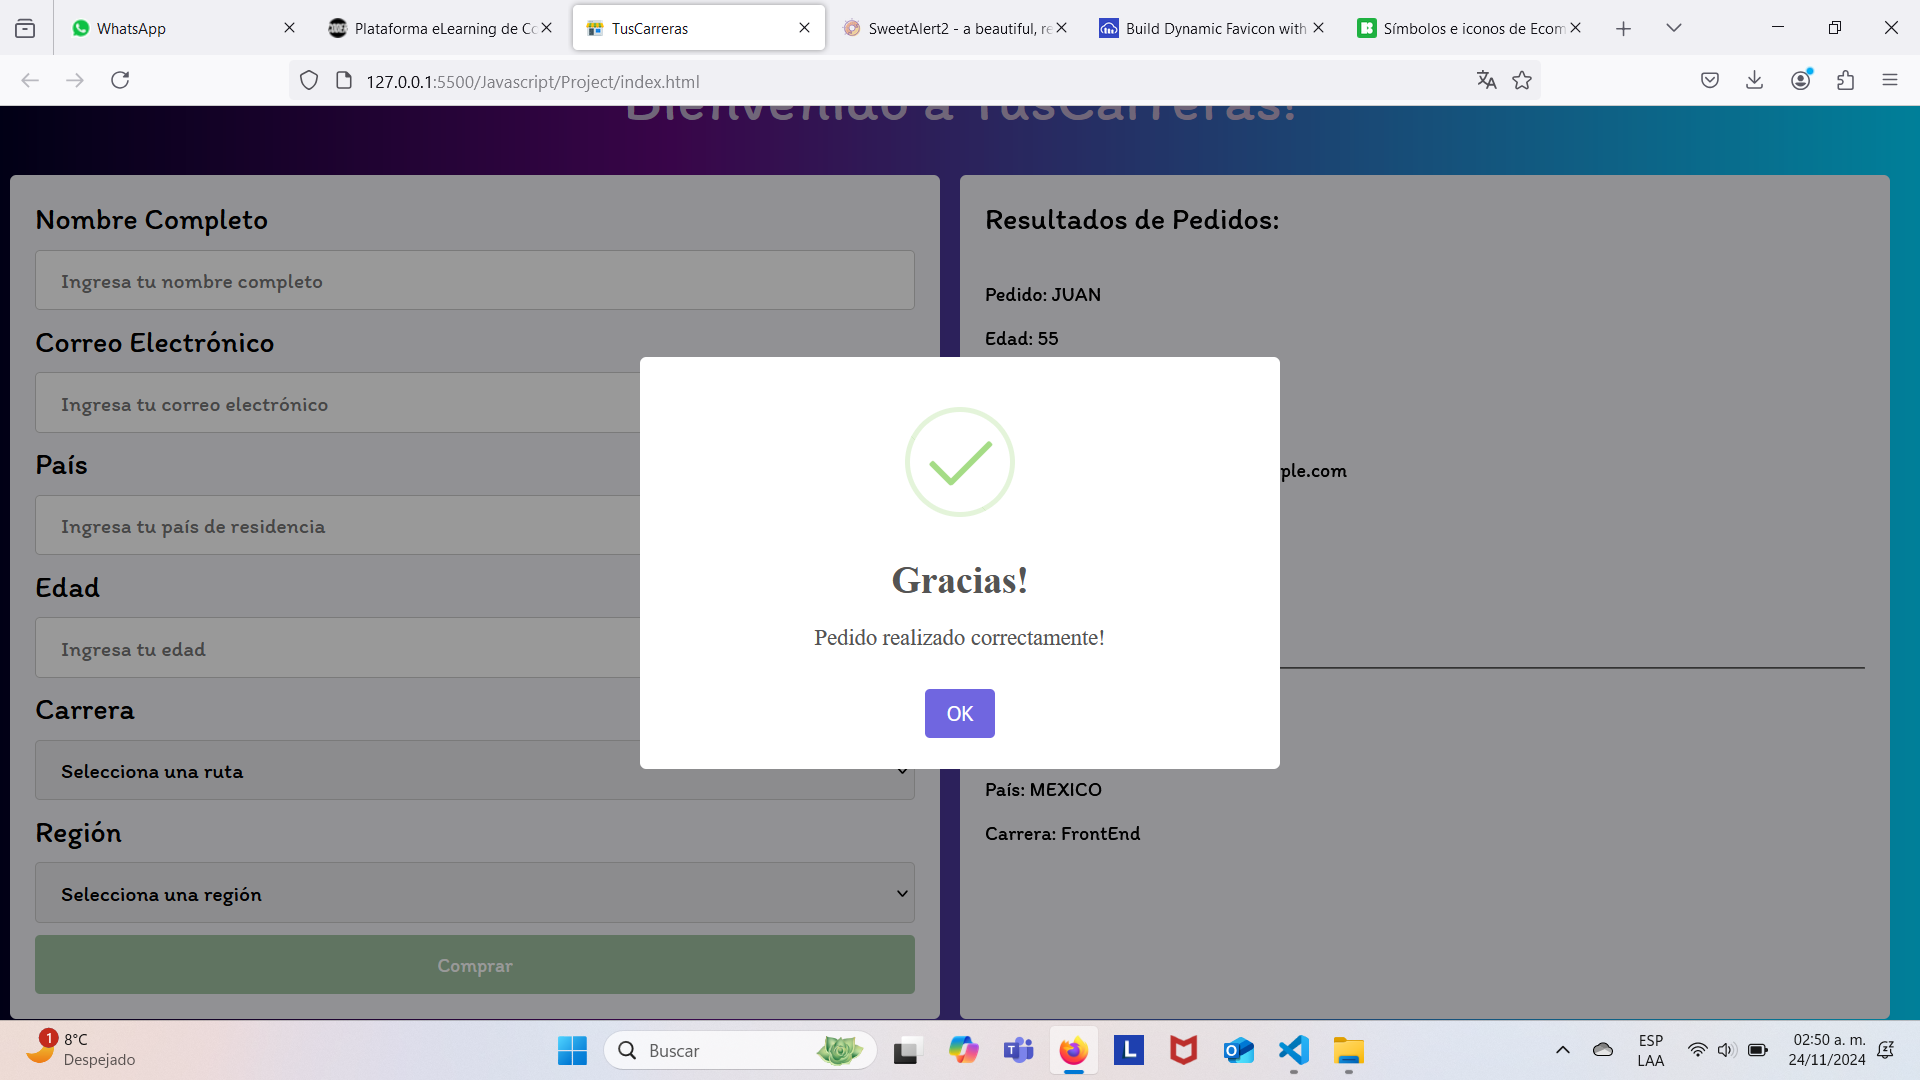 WhatsApp
Plataforma eLearning de Co
TusCarreras
SweetAlert2 - a beautiful, re
Build Dynamic Favicon with
Símbolos e iconos de Ecom
127.0.0.1:5500/Javascript/Project/index.html
Bienvenido a TusCarreras!
Nombre Completo
Ingresa tu nombre completo
Correo Electrónico
Ingresa tu correo electrónico
País
Ingresa tu país de residencia
Edad
Ingresa tu edad
Carrera
Selecciona una ruta
Región
Selecciona una región
Comprar
Resultados de Pedidos:
Pedido: JUAN
Edad: 55
ple.com
País: MEXICO
Carrera: FrontEnd
Gracias!
Pedido realizado correctamente!
OK
1
8°C
Despejado
Buscar
L
ESP
LAA
02:50 a. m.
24/11/2024